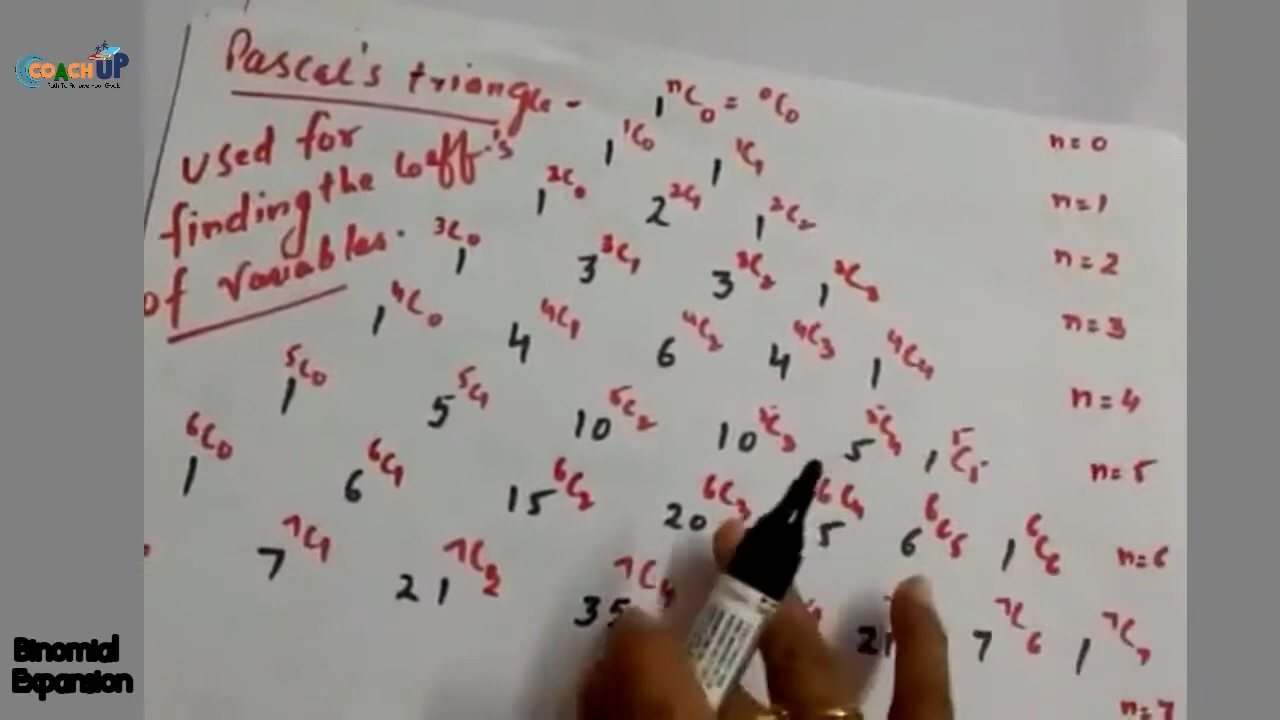 COACHUP
Pascal's triangle -
used for
finding the coeff.'s
of variables.
1 nC0 = 0C0 n=0
1 1C0 1 1C1 n=1
1 2C0 2 2C1 1 2C2 n=2
1 3C0 3 3C1 3 3C2 1 3C3 n=3
1 4C0 4 4C1 6 4C2 4 4C3 1 4C4 n=4
1 5C0 5 5C1 10 5C2 10 5C3 5 5C4 1 5C5 n=5
1 6C0 6 6C1 15 6C2 20 6C3 5 6C4 6 6C5 1 6C6 n=6
7 7C1 21 7C2 35 7C4 21 7 7C6 1 7C7
n=7
Binomial
Expansion